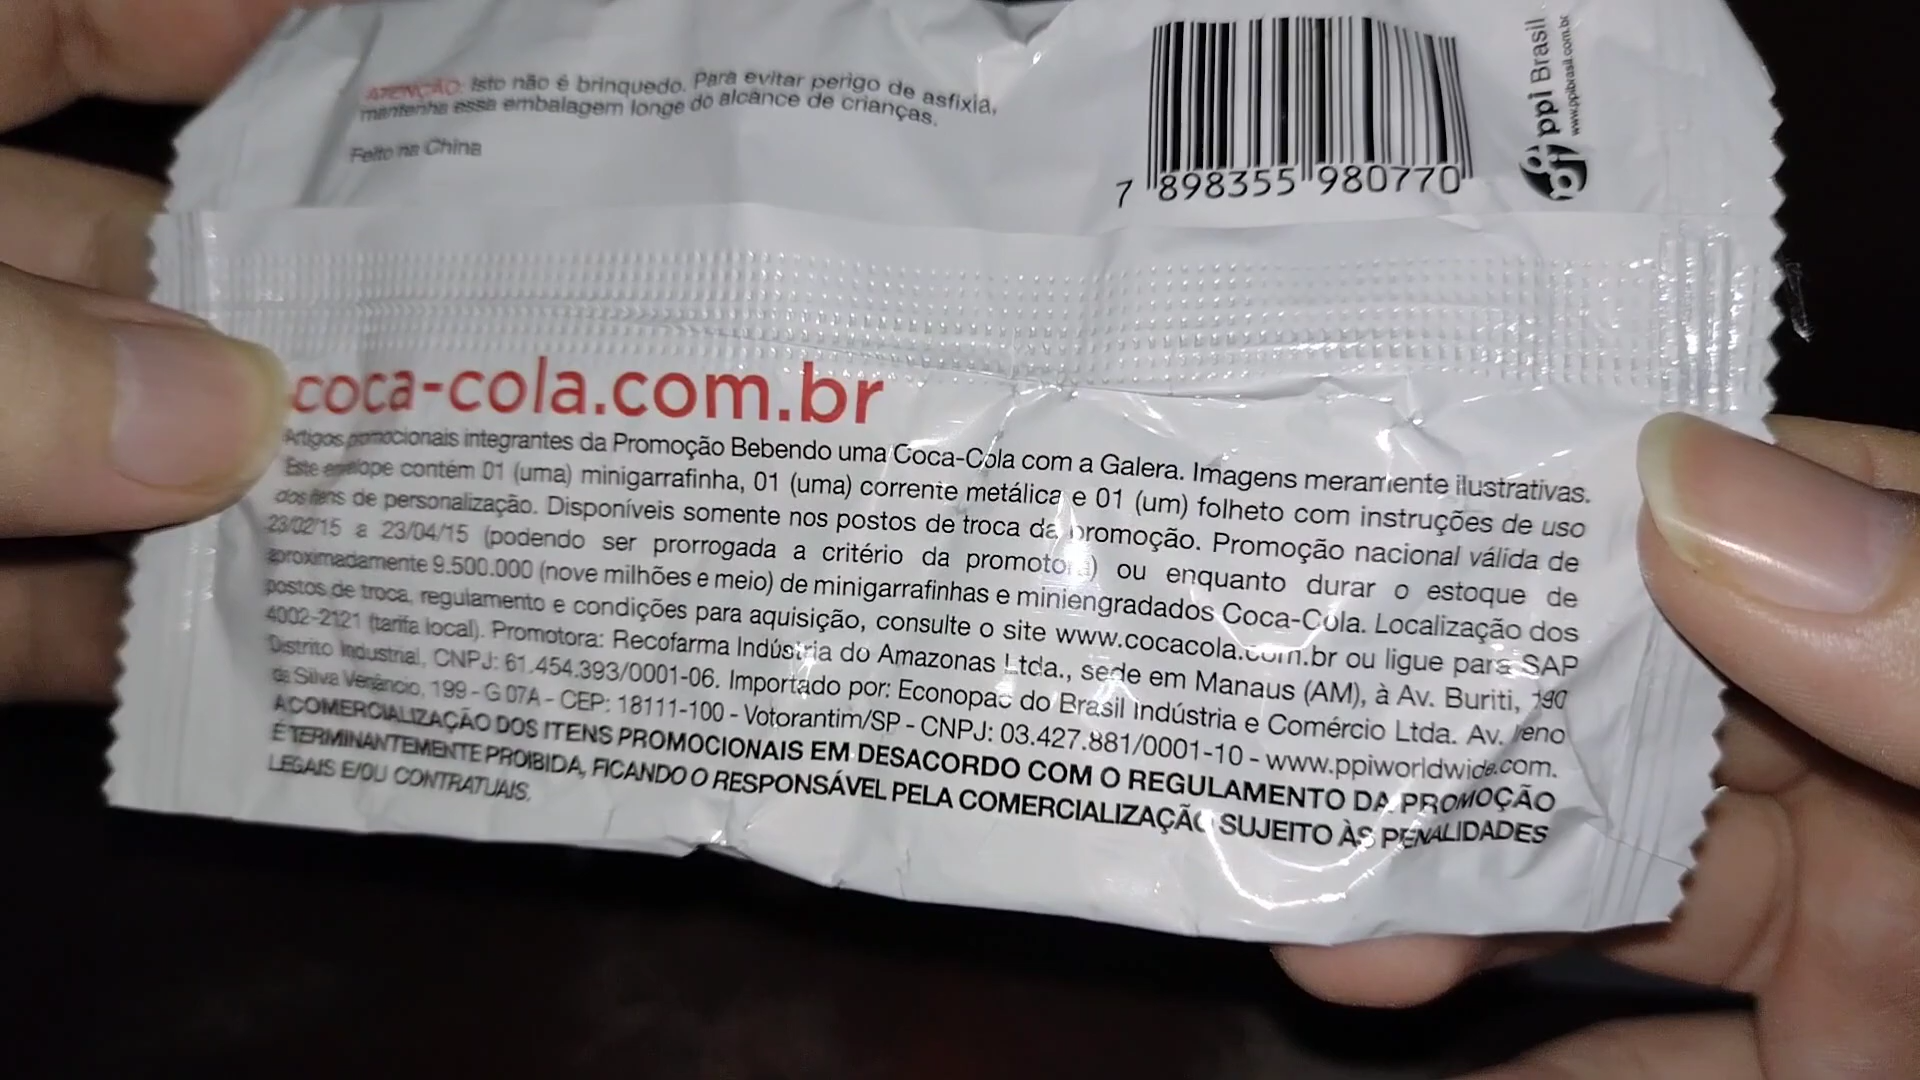 ATENÇÃO: Isto não é brinquedo. Para evitar perigo de asfixia,
mantenha essa embalagem longe do alcance de crianças.
Feito na China
7 898355 980770
ppi Brasil
www.ppibrasil.com.br
coca-cola.com.br
Artigos promocionais integrantes da Promoção Bebendo uma Coca-Cola com a Galera. Imagens meramente ilustrativas.
Este envelope contém 01 (uma) minigarrafinha, 01 (uma) corrente metálica e 01 (um) folheto com instruções de uso
dos itens de personalização. Disponíveis somente nos postos de troca da promoção. Promoção nacional válida de
23/02/15 a 23/04/15 (podendo ser prorrogada a critério da promotora) ou enquanto durar o estoque de
aproximadamente 9.500.000 (nove milhões e meio) de minigarrafinhas e miniengradados Coca-Cola. Localização dos
postos de troca, regulamento e condições para aquisição, consulte o site www.cocacola.com.br ou ligue para SAP
4002-2121 (tarifa local). Promotora: Recofarma Indústria do Amazonas Ltda., sede em Manaus (AM), à Av. Buriti, 190
Distrito Industrial, CNPJ: 61.454.393/0001-06. Importado por: Econopac do Brasil Indústria e Comércio Ltda. Av. Ireno
da Silva Venâncio, 199 - G 07A - CEP: 18111-100 - Votorantim/SP - CNPJ: 03.427.881/0001-10 - www.ppiworldwide.com.
A COMERCIALIZAÇÃO DOS ITENS PROMOCIONAIS EM DESACORDO COM O REGULAMENTO DA PROMOÇÃO
É TERMINANTEMENTE PROIBIDA, FICANDO O RESPONSÁVEL PELA COMERCIALIZAÇÃO SUJEITO ÀS PENALIDADES
LEGAIS E/OU CONTRATUAIS.